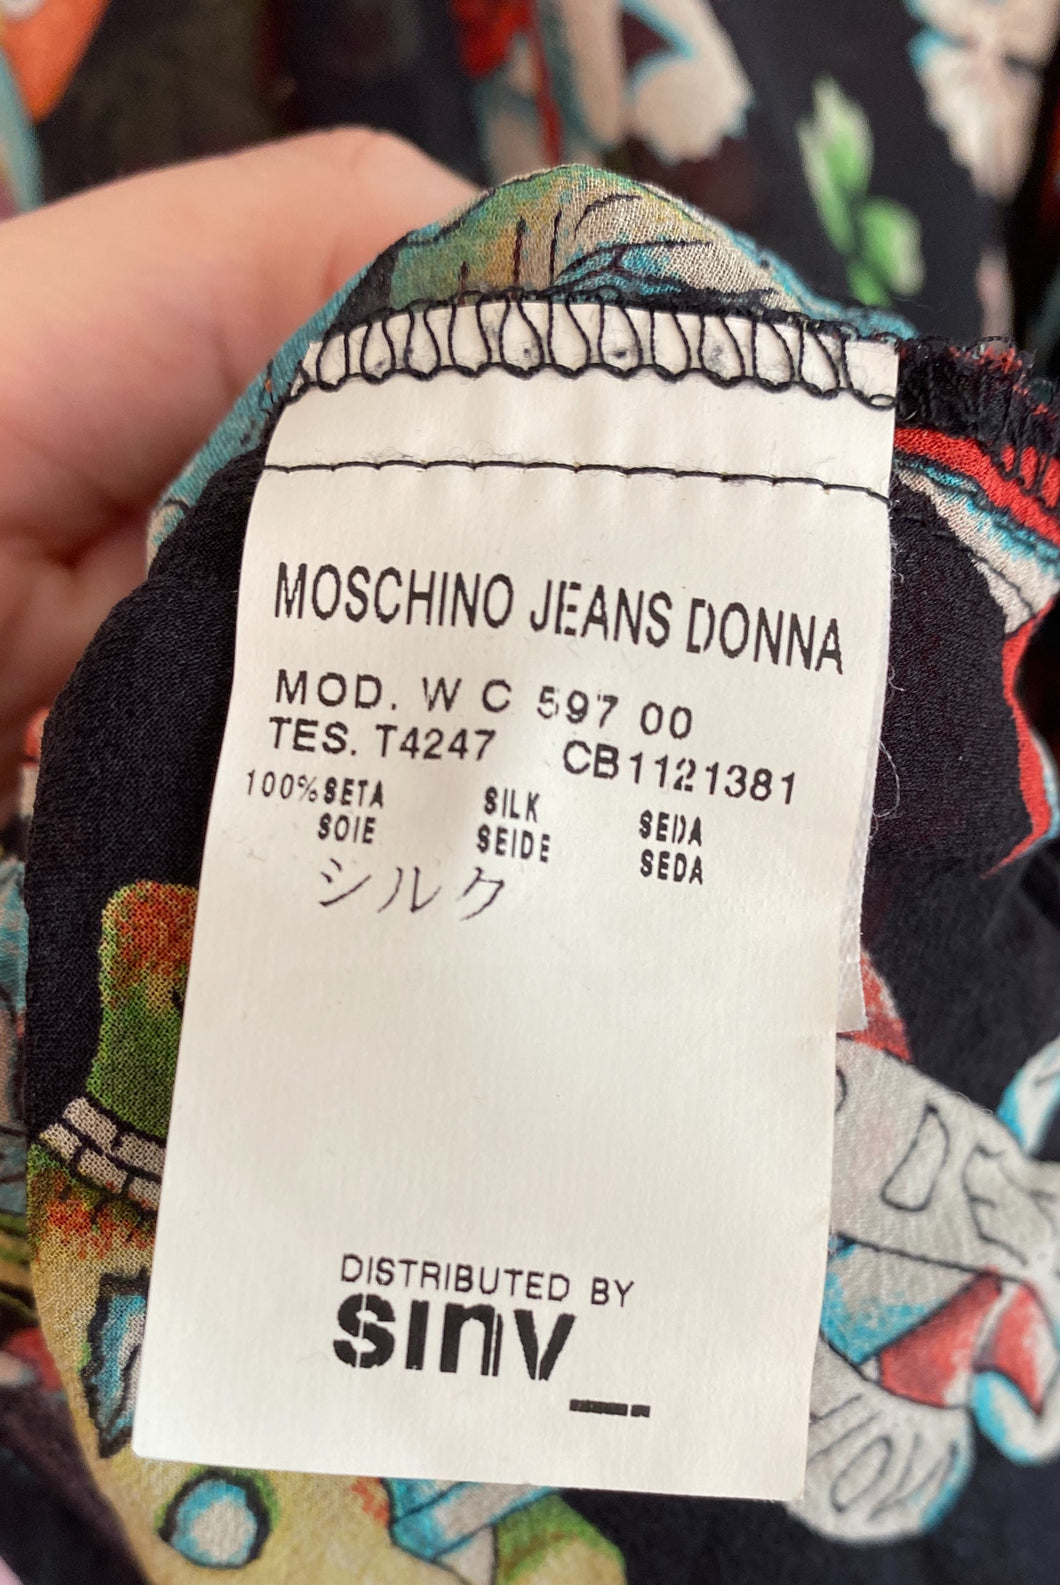 MOSCHINO JEANS DONNA
MOD. W C 597 00
TES. T4247 CB1121381
100% SETA SILK SEDA
SOIE SEIDE SEDA
シルク
DISTRIBUTED BY
sinv_